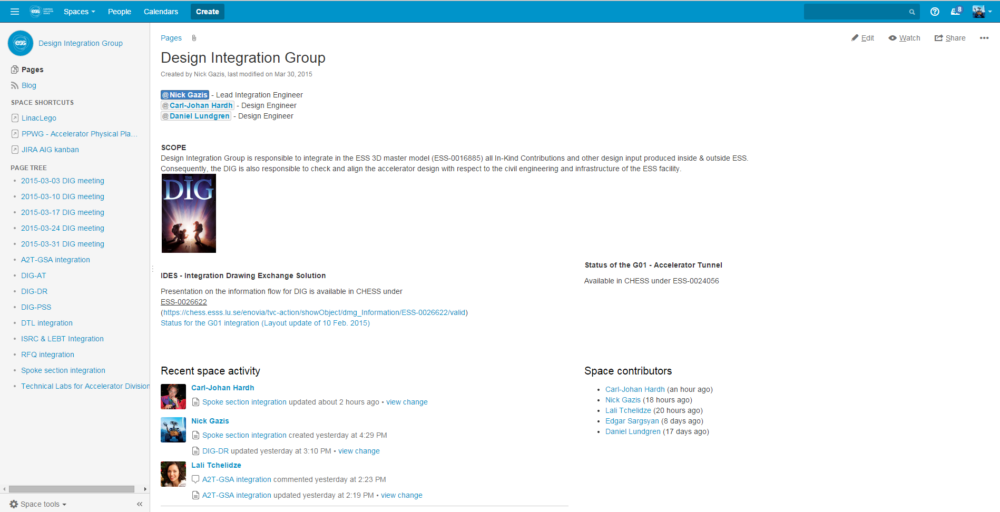 ess EUROPEAN SPALLATION SOURCE Spaces People Calendars Create 8
ess Design Integration Group
Pages
Blog
SPACE SHORTCUTS
LinacLego
PPWG - Accelerator Physical Pla…
JIRA AIG kanban
PAGE TREE
2015-03-03 DIG meeting
2015-03-10 DIG meeting
2015-03-17 DIG meeting
2015-03-24 DIG meeting
2015-03-31 DIG meeting
A2T-GSA integration
DIG-AT
DIG-DR
DIG-PSS
DTL integration
ISRC & LEBT Integration
RFQ integration
Spoke section integration
Technical Labs for Accelerator Division
Space tools
Pages
Edit Watch Share
Design Integration Group
Created by Nick Gazis, last modified on Mar 30, 2015
@Nick Gazis - Lead Integration Engineer
@Carl-Johan Hardh - Design Engineer
@Daniel Lundgren - Design Engineer
SCOPE
Design Integration Group is responsible to integrate in the ESS 3D master model (ESS-0016885) all In-Kind Contributions and other design input produced inside & outside ESS.
Consequently, the DIG is also responsible to check and align the accelerator design with respect to the civil engineering and infrastructure of the ESS facility.
THE
DIG
IDES - Integration Drawing Exchange Solution
Presentation on the information flow for DIG is available in CHESS under
ESS-0026622
(https://chess.esss.lu.se/enovia/tvc-action/showObject/dmg_Information/ESS-0026622/valid)
Status for the G01 integration (Layout update of 10 Feb. 2015)
Status of the G01 - Accelerator Tunnel
Available in CHESS under ESS-0024056
Recent space activity
Carl-Johan Hardh
Spoke section integration updated about 2 hours ago • view change
Nick Gazis
Spoke section integration created yesterday at 4:29 PM
DIG-DR updated yesterday at 3:10 PM • view change
Lali Tchelidze
A2T-GSA integration commented yesterday at 2:23 PM
A2T-GSA integration updated yesterday at 2:19 PM • view change
Space contributors
Carl-Johan Hardh (an hour ago)
Nick Gazis (18 hours ago)
Lali Tchelidze (20 hours ago)
Edgar Sargsyan (8 days ago)
Daniel Lundgren (17 days ago)